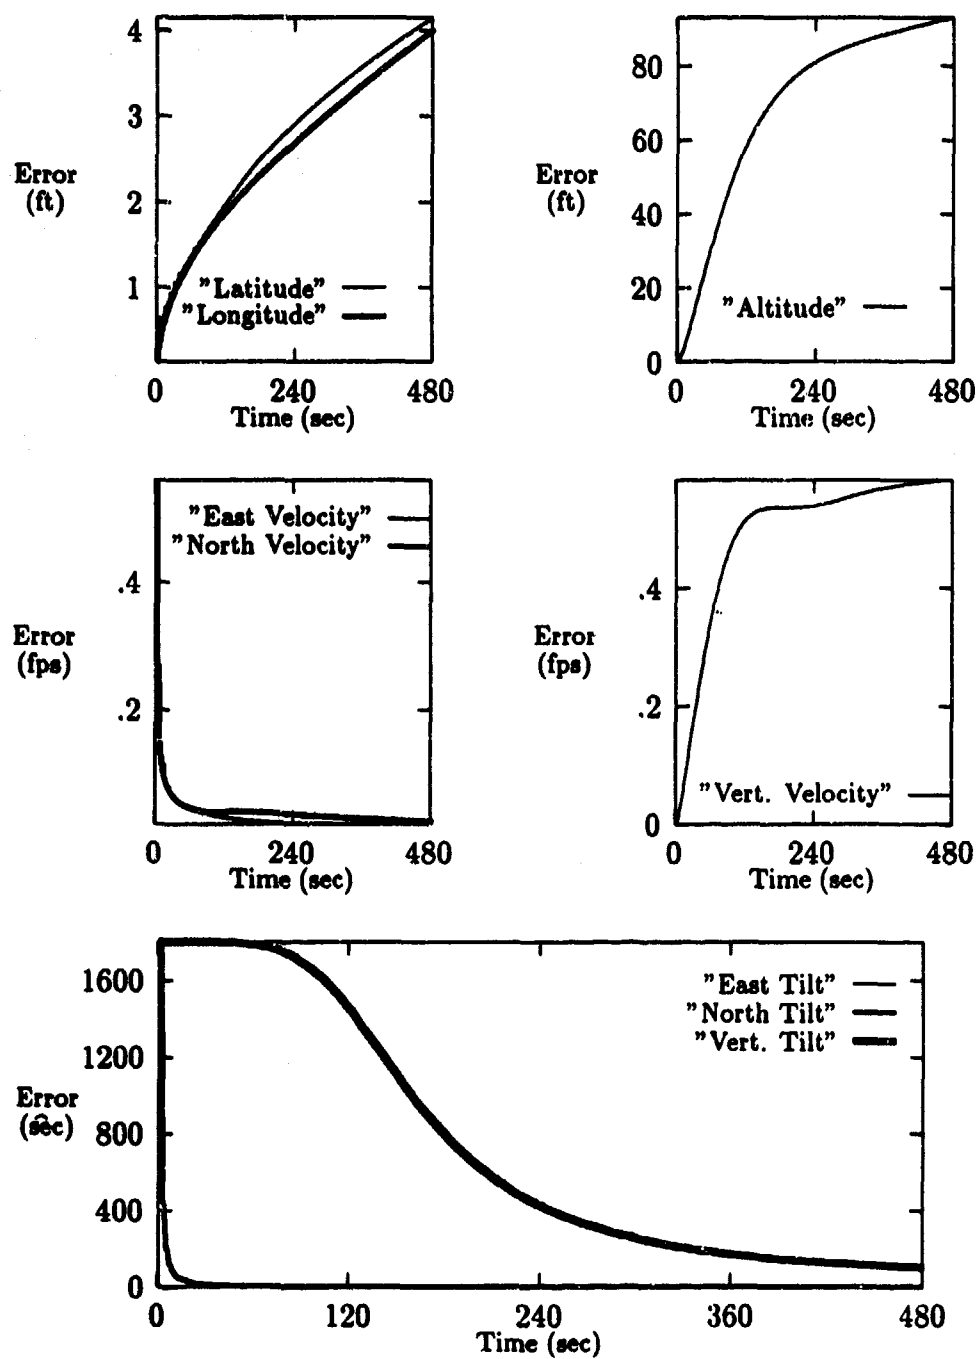 4
3
2
1
Error
(ft)
"Latitude"
"Longitude"
0 240 480
Time (sec)
80
60
40
20
0
Error
(ft)
"Altitude"
0 240 480
Time (sec)
"East Velocity"
"North Velocity"
.4
.2
Error
(fps)
0 240 480
Time (sec)
.4
.2
0
Error
(fps)
"Vert. Velocity"
0 240 480
Time (sec)
1600
1200
800
400
0
Error
(sec)
"East Tilt"
"North Tilt"
"Vert. Tilt"
0 120 240 360 480
Time (sec)